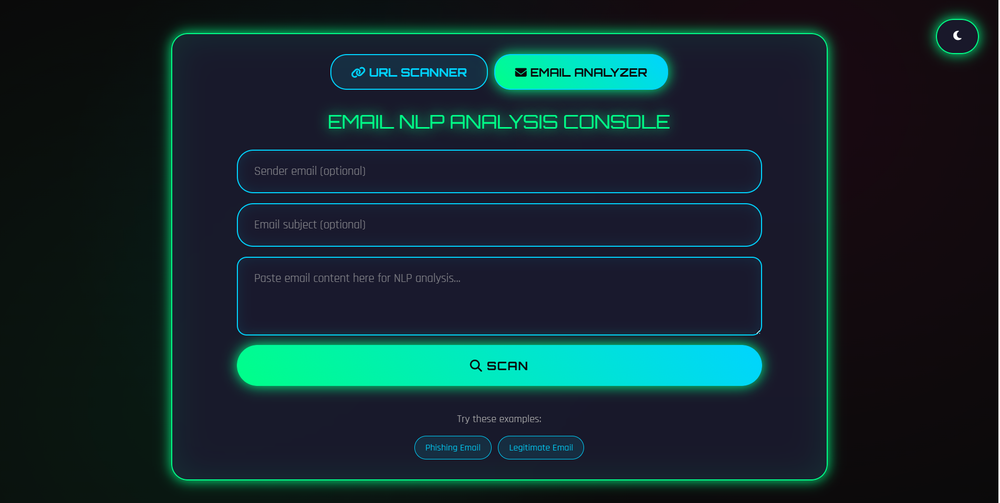 URL SCANNER
EMAIL ANALYZER
EMAIL NLP ANALYSIS CONSOLE
Sender email (optional)
Email subject (optional)
Paste email content here for NLP analysis...
SCAN
Try these examples:
Phishing Email
Legitimate Email